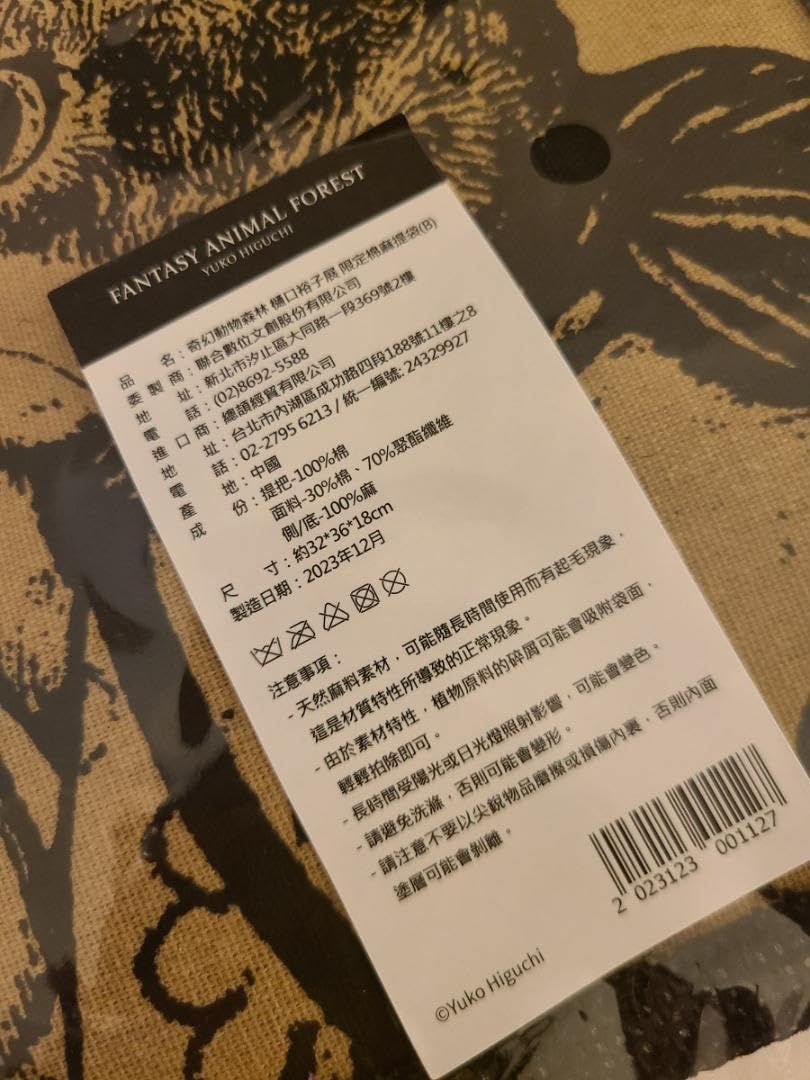 FANTASY ANIMAL FOREST
YUKO HIGUCHI
品名：奇幻動物森林 樋口裕子展 限定棉麻提袋(B)
委製商：聯合數位文創股份有限公司
地址：新北市汐止區大同路一段369號2樓
電話：(02)8692-5588
進口商：總頡經貿有限公司
地址：台北市內湖區成功路四段188號11樓之8
電話：02-2795 6213 / 統一編號: 24329927
產地：中國
成份：提把-100%棉
面料-30%棉、70%聚酯纖維
側/底-100%麻
尺寸：約32*36*18cm
製造日期：2023年12月
注意事項：
- 天然麻料素材，可能隨長時間使用而有起毛現象，
這是材質特性所導致的正常現象。
- 由於素材特性，植物原料的碎屑可能會吸附袋面，
輕輕拍除即可。
- 長時間受陽光或日光燈照射影響，可能會變色。
- 請避免洗滌，否則可能會變形。
- 請注意不要以尖銳物品磨擦或損傷內裏，否則內面
塗層可能會剝離。
2 023123 001127
©Yuko Higuchi